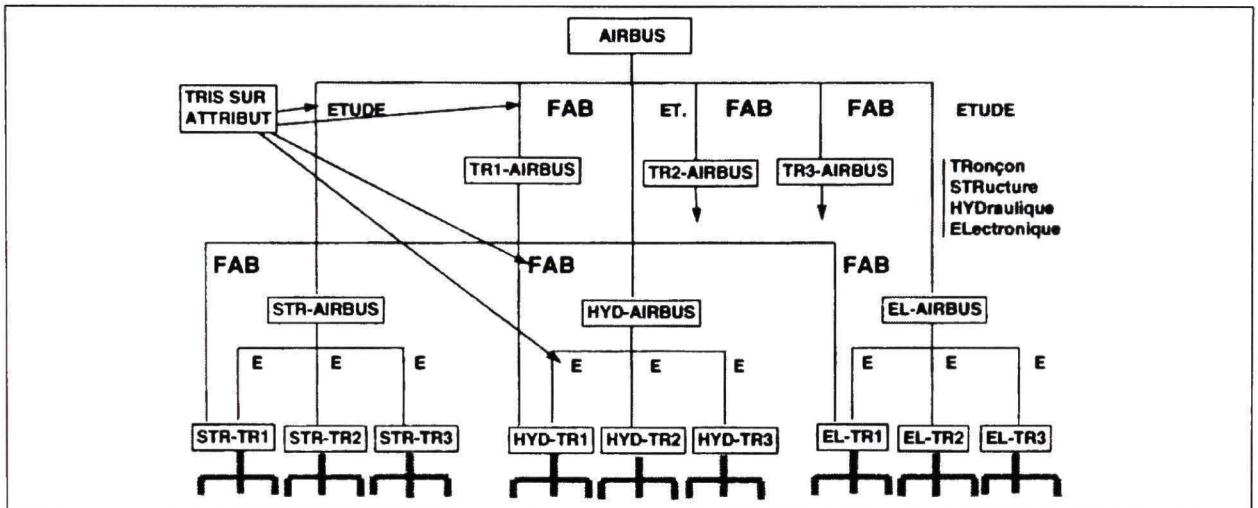 AIRBUS
TRIS SUR
ATTRIBUT
ETUDE
FAB
ET.
FAB
FAB
ETUDE
TR1-AIRBUS
TR2-AIRBUS
TR3-AIRBUS
TRonçon
STRucture
HYDraulique
ELectronique
FAB
FAB
FAB
STR-AIRBUS
HYD-AIRBUS
EL-AIRBUS
E
E
E
E
E
E
E
E
STR-TR1
STR-TR2
STR-TR3
HYD-TR1
HYD-TR2
HYD-TR3
EL-TR1
EL-TR2
EL-TR3